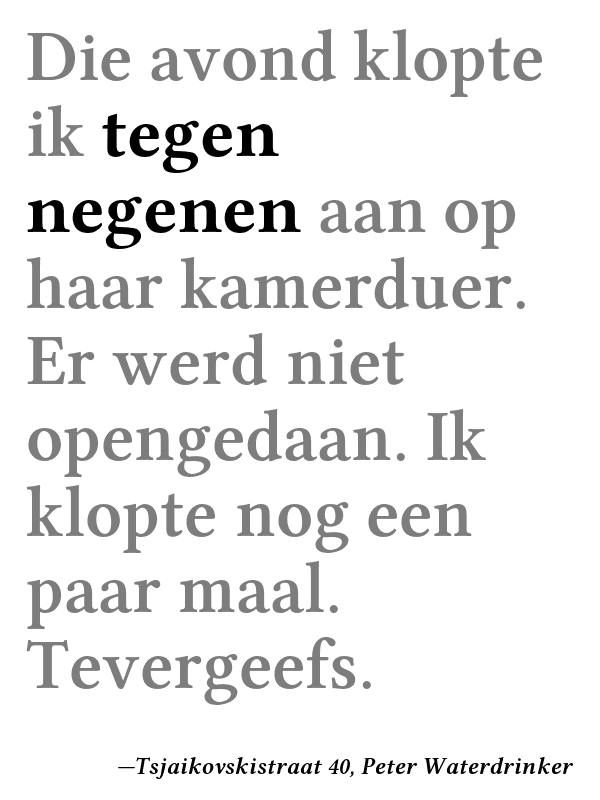 Die avond klopte
ik tegen
negenen aan op
haar kamerduer.
Er werd niet
opengedaan. Ik
klopte nog een
paar maal.
Tevergeefs.
—Tsjaikovskistraat 40, Peter Waterdrinker